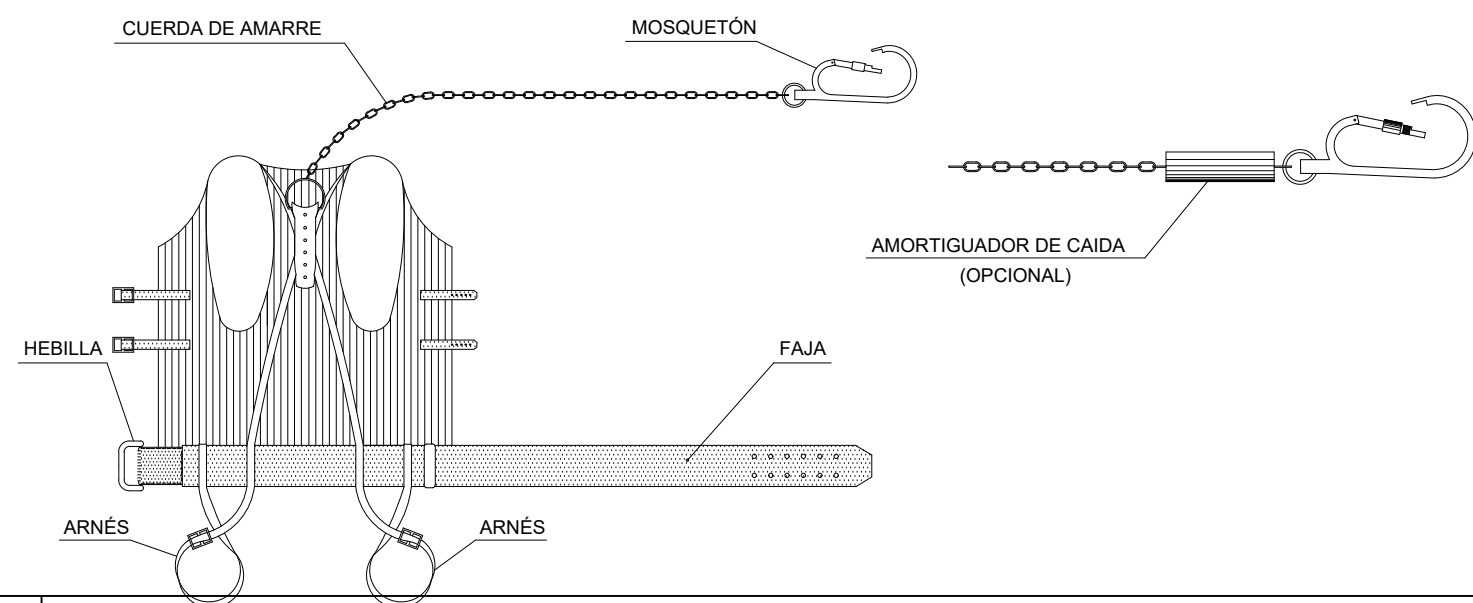 CUERDA DE AMARRE
MOSQUETÓN
AMORTIGUADOR DE CAIDA
(OPCIONAL)
HEBILLA
FAJA
ARNÉS
ARNÉS